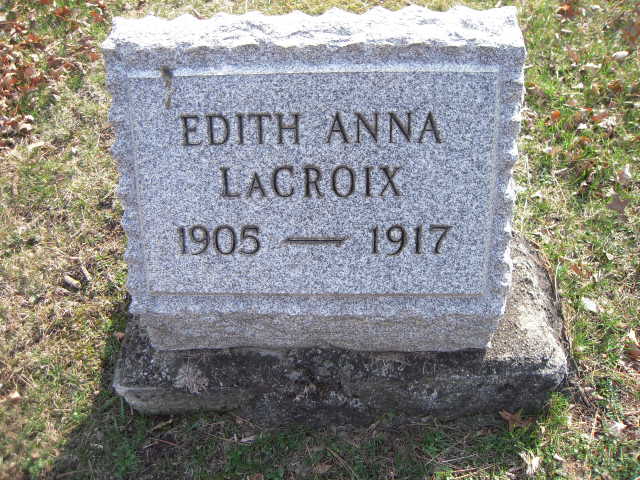 EDITH ANNA
LACROIX
1905 — 1917